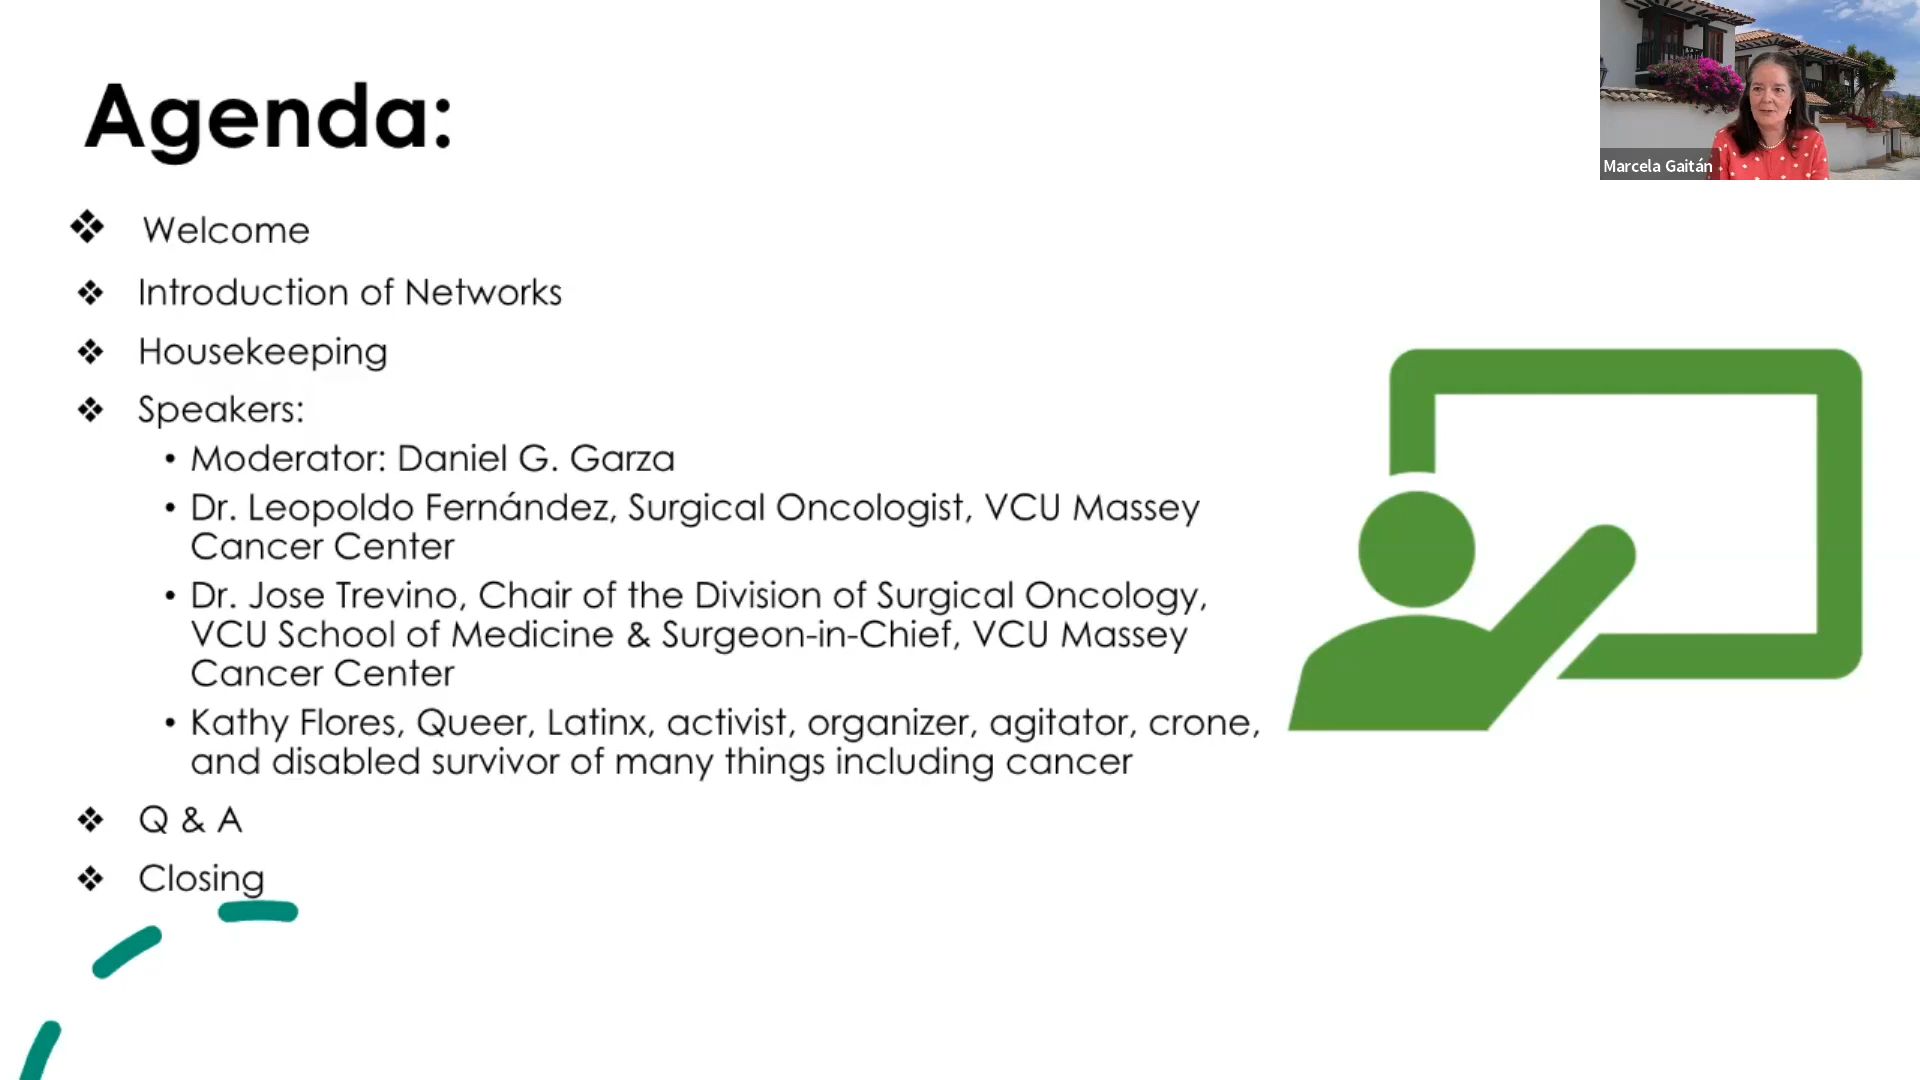 Agenda:
Marcela Gaitán
❖ Welcome
❖ Introduction of Networks
❖ Housekeeping
❖ Speakers:
• Moderator: Daniel G. Garza
• Dr. Leopoldo Fernández, Surgical Oncologist, VCU Massey
Cancer Center
• Dr. Jose Trevino, Chair of the Division of Surgical Oncology,
VCU School of Medicine & Surgeon-in-Chief, VCU Massey
Cancer Center
• Kathy Flores, Queer, Latinx, activist, organizer, agitator, crone,
and disabled survivor of many things including cancer
❖ Q & A
❖ Closing